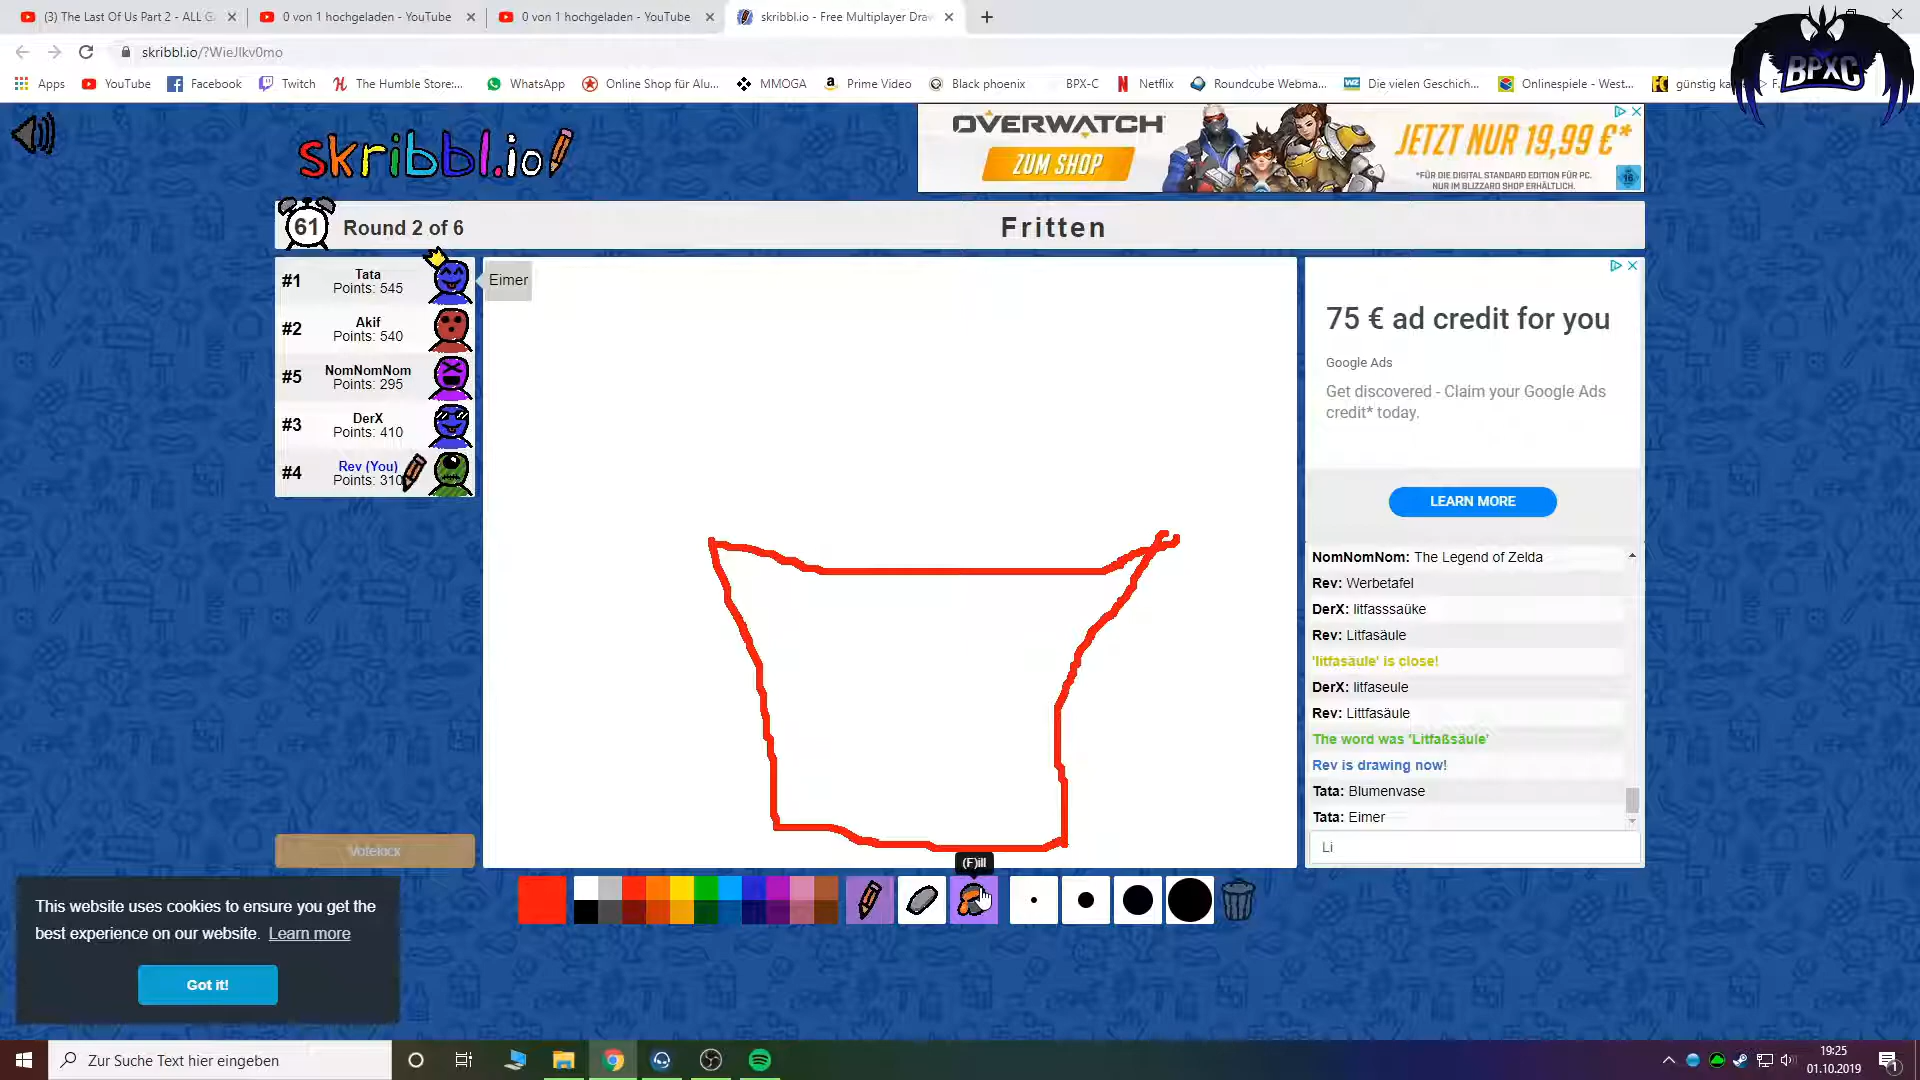 (3) The Last Of Us Part 2 - ALL G
0 von 1 hochgeladen - YouTube
0 von 1 hochgeladen - YouTube
skribbl.io - Free Multiplayer Draw
skribbl.io/?WieJlkv0mo
Apps
YouTube
Facebook
Twitch
The Humble Store:...
WhatsApp
Online Shop für Alu...
MMOGA
Prime Video
Black phoenix
BPX-C
Netflix
Roundcube Webma...
Die vielen Geschich...
Onlinespiele - West...
BPXC
skribbl.io
OVERWATCH
ZUM SHOP
JETZT NUR 19,99 €*
*FÜR DIE DIGITAL STANDARD EDITION FÜR PC.
NUR IM BLIZZARD SHOP ERHÄLTLICH.
16
61
Round 2 of 6
Fritten
#1
Tata
Points: 545
Eimer
#2
Akif
Points: 540
#5
NomNomNom
Points: 295
#3
DerX
Points: 410
#4
Rev (You)
Points: 310
Votekick
75 € ad credit for you
Google Ads
Get discovered - Claim your Google Ads
credit* today.
LEARN MORE
NomNomNom: The Legend of Zelda
Rev: Werbetafel
DerX: litfasssaüke
Rev: Litfasäule
'litfasäule' is close!
DerX: litfaseule
Rev: Littfasäule
The word was 'Litfaßsäule'
Rev is drawing now!
Tata: Blumenvase
Tata: Eimer
Li
(F)ill
This website uses cookies to ensure you get the
best experience on our website. Learn more
Got it!
Zur Suche Text hier eingeben
19:25
01.10.2019
1